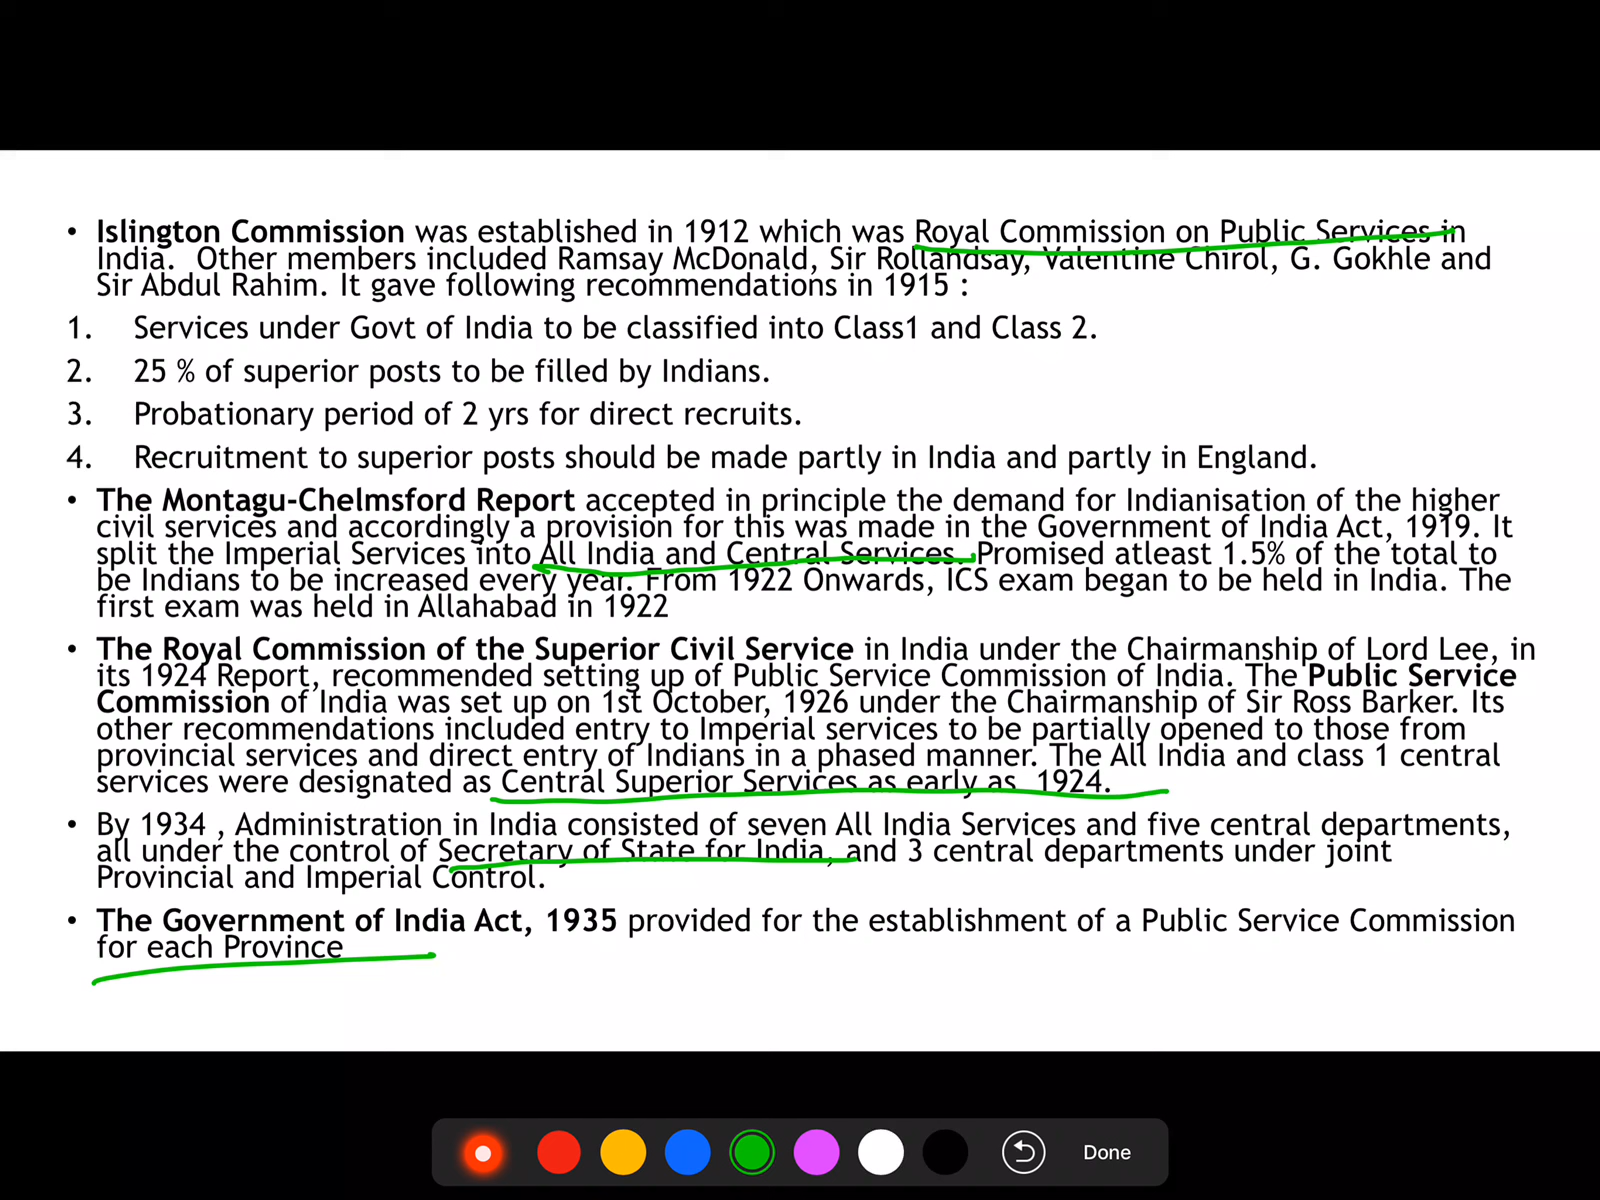 • Islington Commission was established in 1912 which was Royal Commission on Public Services in
India.  Other members included Ramsay McDonald, Sir Rollandsay, Valentine Chirol, G. Gokhle and
Sir Abdul Rahim. It gave following recommendations in 1915 :
1. Services under Govt of India to be classified into Class1 and Class 2.
2. 25 % of superior posts to be filled by Indians.
3. Probationary period of 2 yrs for direct recruits.
4. Recruitment to superior posts should be made partly in India and partly in England.
• The Montagu-Chelmsford Report accepted in principle the demand for Indianisation of the higher
civil services and accordingly a provision for this was made in the Government of India Act, 1919. It
split the Imperial Services into All India and Central Services. Promised atleast 1.5% of the total to
be Indians to be increased every year. From 1922 Onwards, ICS exam began to be held in India. The
first exam was held in Allahabad in 1922
• The Royal Commission of the Superior Civil Service in India under the Chairmanship of Lord Lee, in
its 1924 Report, recommended setting up of Public Service Commission of India. The Public Service
Commission of India was set up on 1st October, 1926 under the Chairmanship of Sir Ross Barker. Its
other recommendations included entry to Imperial services to be partially opened to those from
provincial services and direct entry of Indians in a phased manner. The All India and class 1 central
services were designated as Central Superior Services as early as  1924.
• By 1934 , Administration in India consisted of seven All India Services and five central departments,
all under the control of Secretary of State for India, and 3 central departments under joint
Provincial and Imperial Control.
• The Government of India Act, 1935 provided for the establishment of a Public Service Commission
for each Province
Done